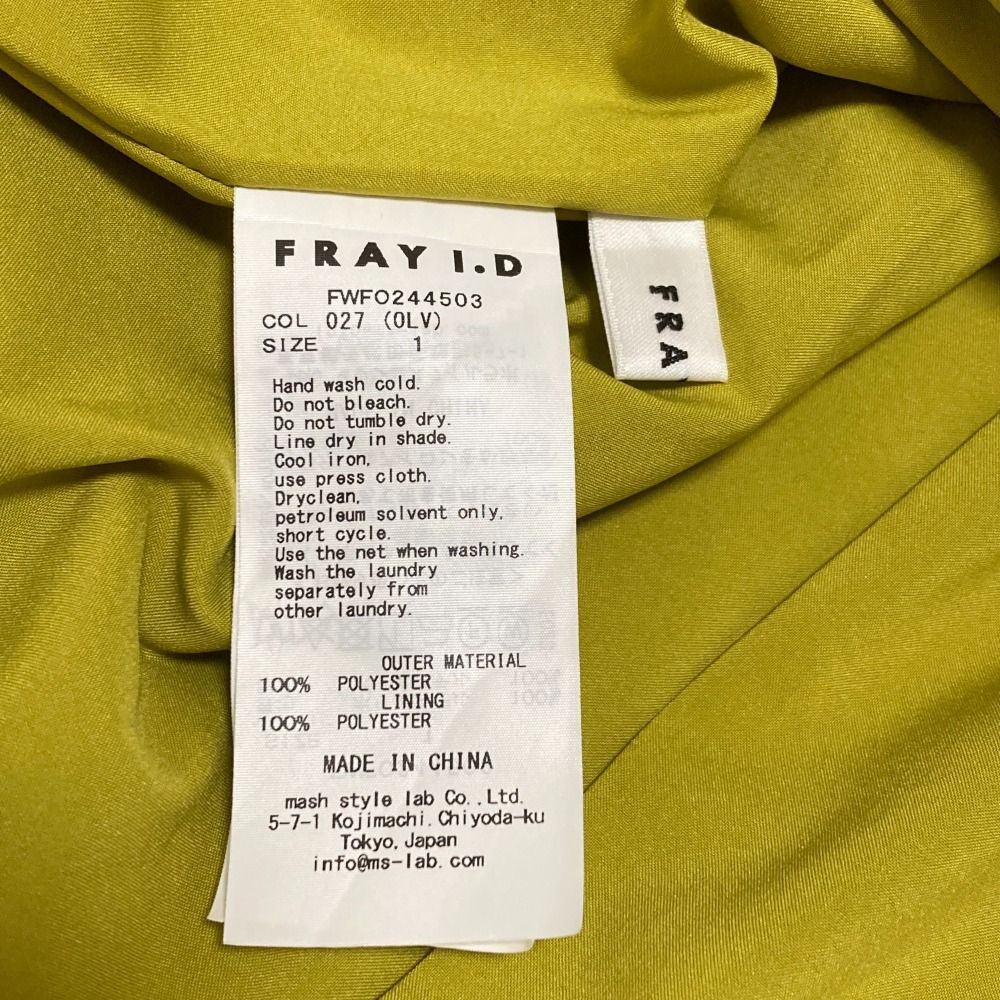 FRAY I.D
FWFO244503
COL 027 (OLV)
SIZE 1
Hand wash cold.
Do not bleach.
Do not tumble dry.
Line dry in shade.
Cool iron,
use press cloth.
Dryclean,
petroleum solvent only,
short cycle.
Use the net when washing.
Wash the laundry
separately from
other laundry.
OUTER MATERIAL
100% POLYESTER
LINING
100% POLYESTER
MADE IN CHINA
mash style lab Co.,Ltd.
5-7-1 Kojimachi.Chiyoda-ku
Tokyo,Japan
info@ms-lab.com
FRA